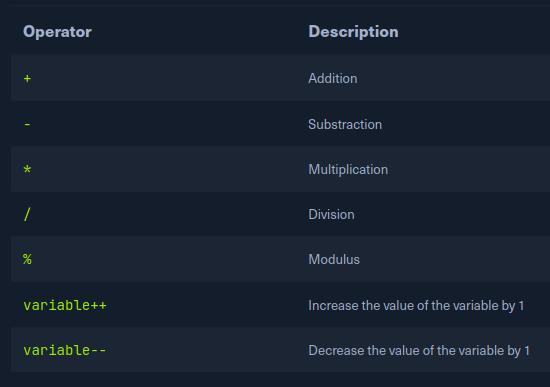 Operator Description
+ Addition
- Substraction
* Multiplication
/ Division
% Modulus
variable++ Increase the value of the variable by 1
variable-- Decrease the value of the variable by 1